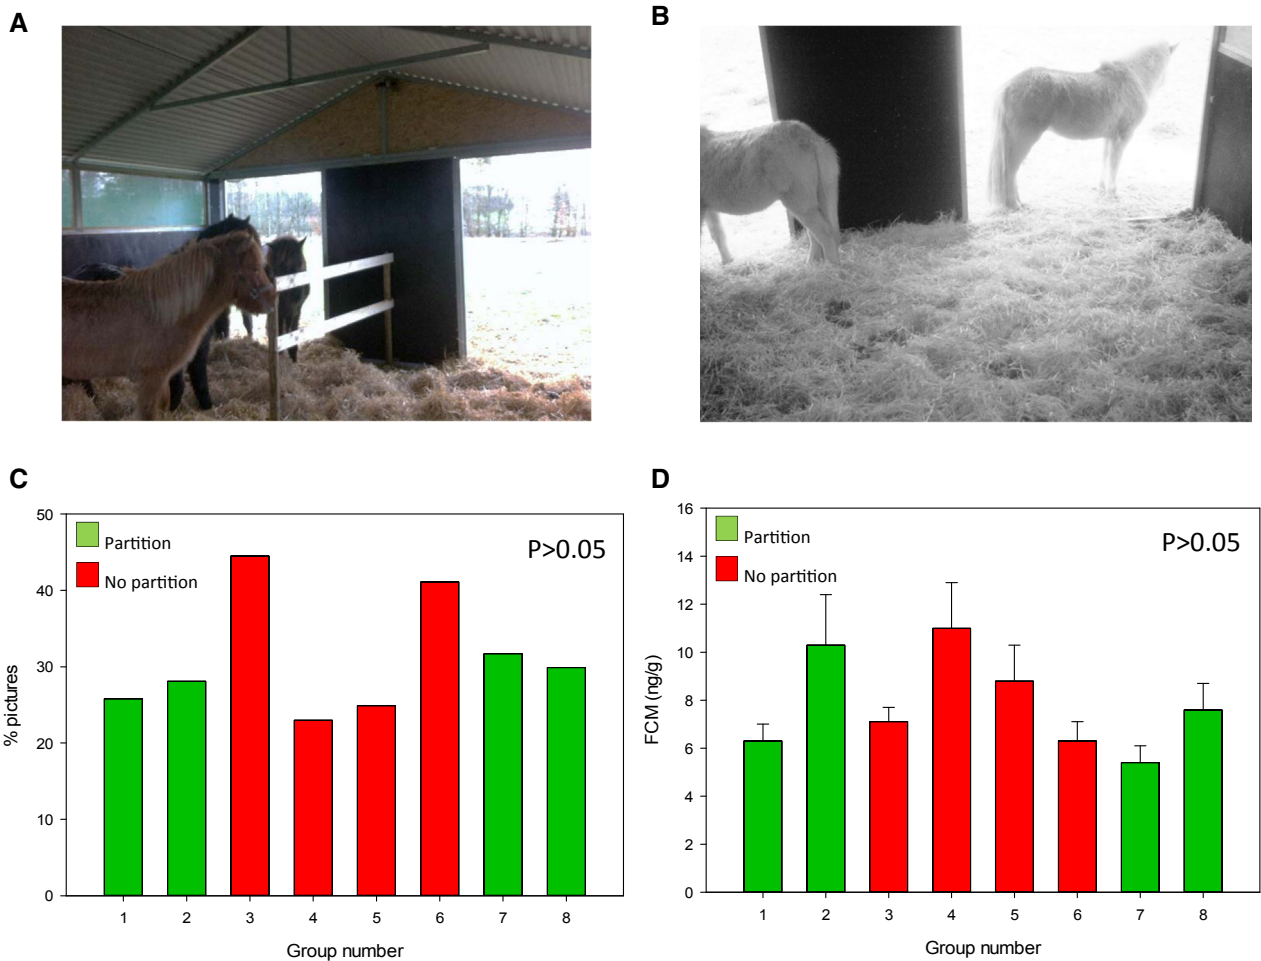 A
B
C
50
40
30
20
10
0
% pictures
Partition
No partition
P>0.05
1 2 3 4 5 6 7 8
Group number
D
16
14
12
10
8
6
4
2
0
FCM (ng/g)
Partition
No partition
P>0.05
1 2 3 4 5 6 7 8
Group number